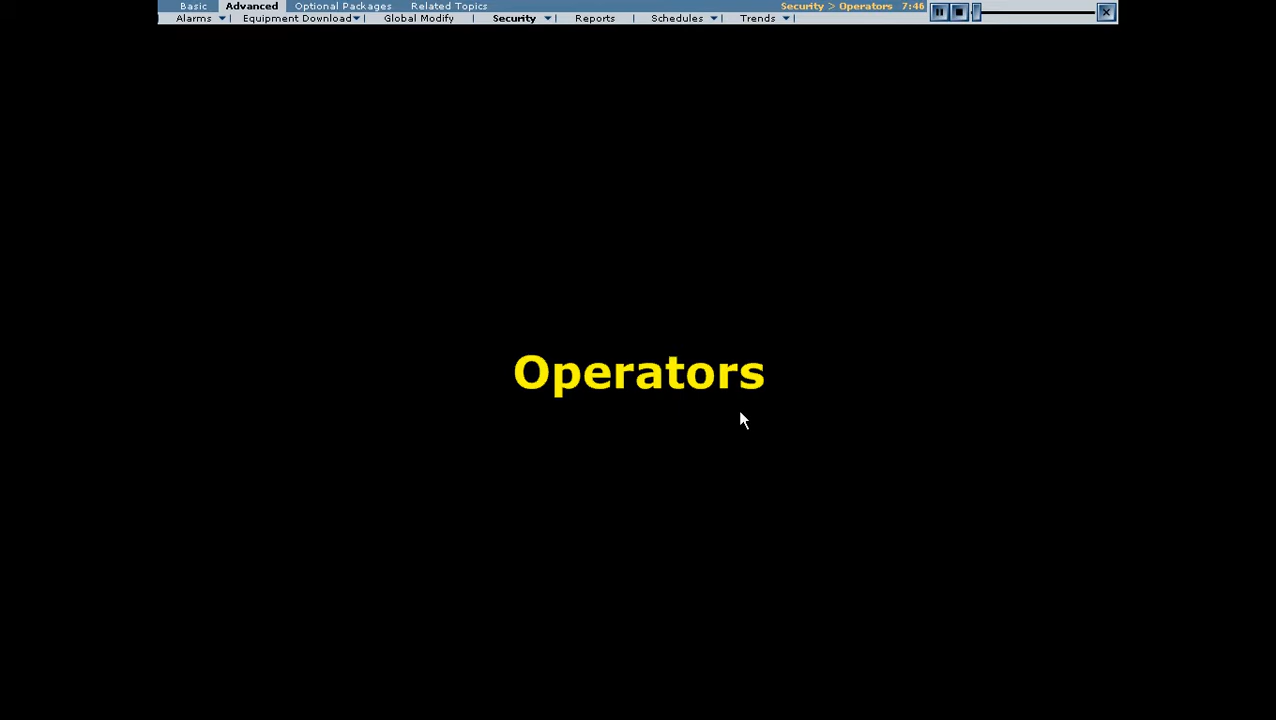 Basic Advanced Optional Packages Related Topics Security > Operators 7:46
Alarms | Equipment Download | Global Modify | Security | Reports | Schedules | Trends |
Operators